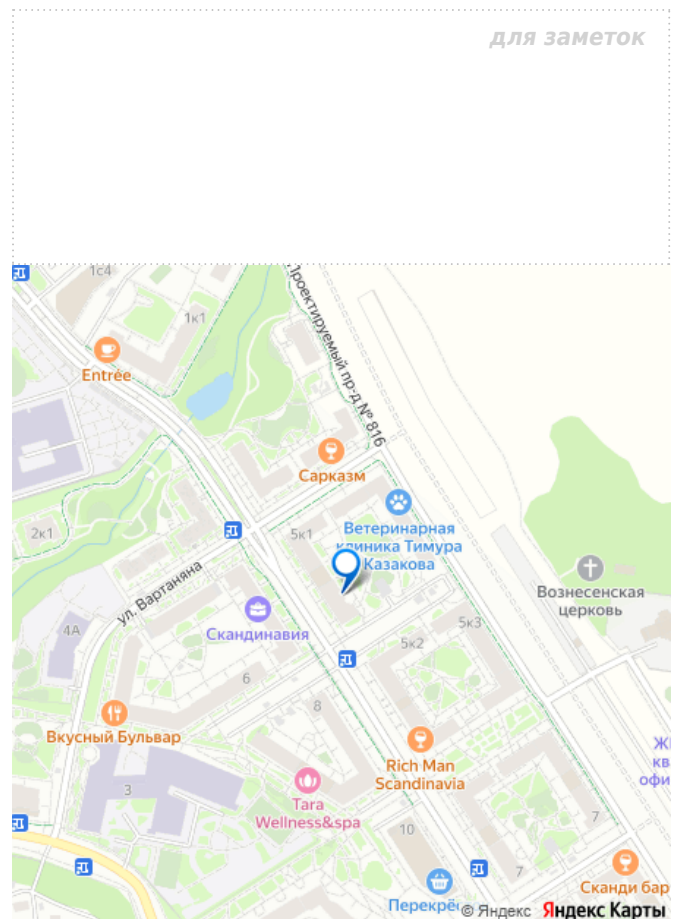 для заметок
1с4
Проектируемый пр-д № 816
1к1
Entrée
Сарказм
2к1
5к1
Ветеринарная
клиника Тимура
Казакова
Вознесенская
церковь
ул. Вартаняна
4А
Скандинавия
5к3
5к2
6
8
Вкусный Бульвар
Rich Man
Scandinavia
3
Tara
Wellness&spa
7
10
7
Сканди бар
© Яндекс Яндекс Карты